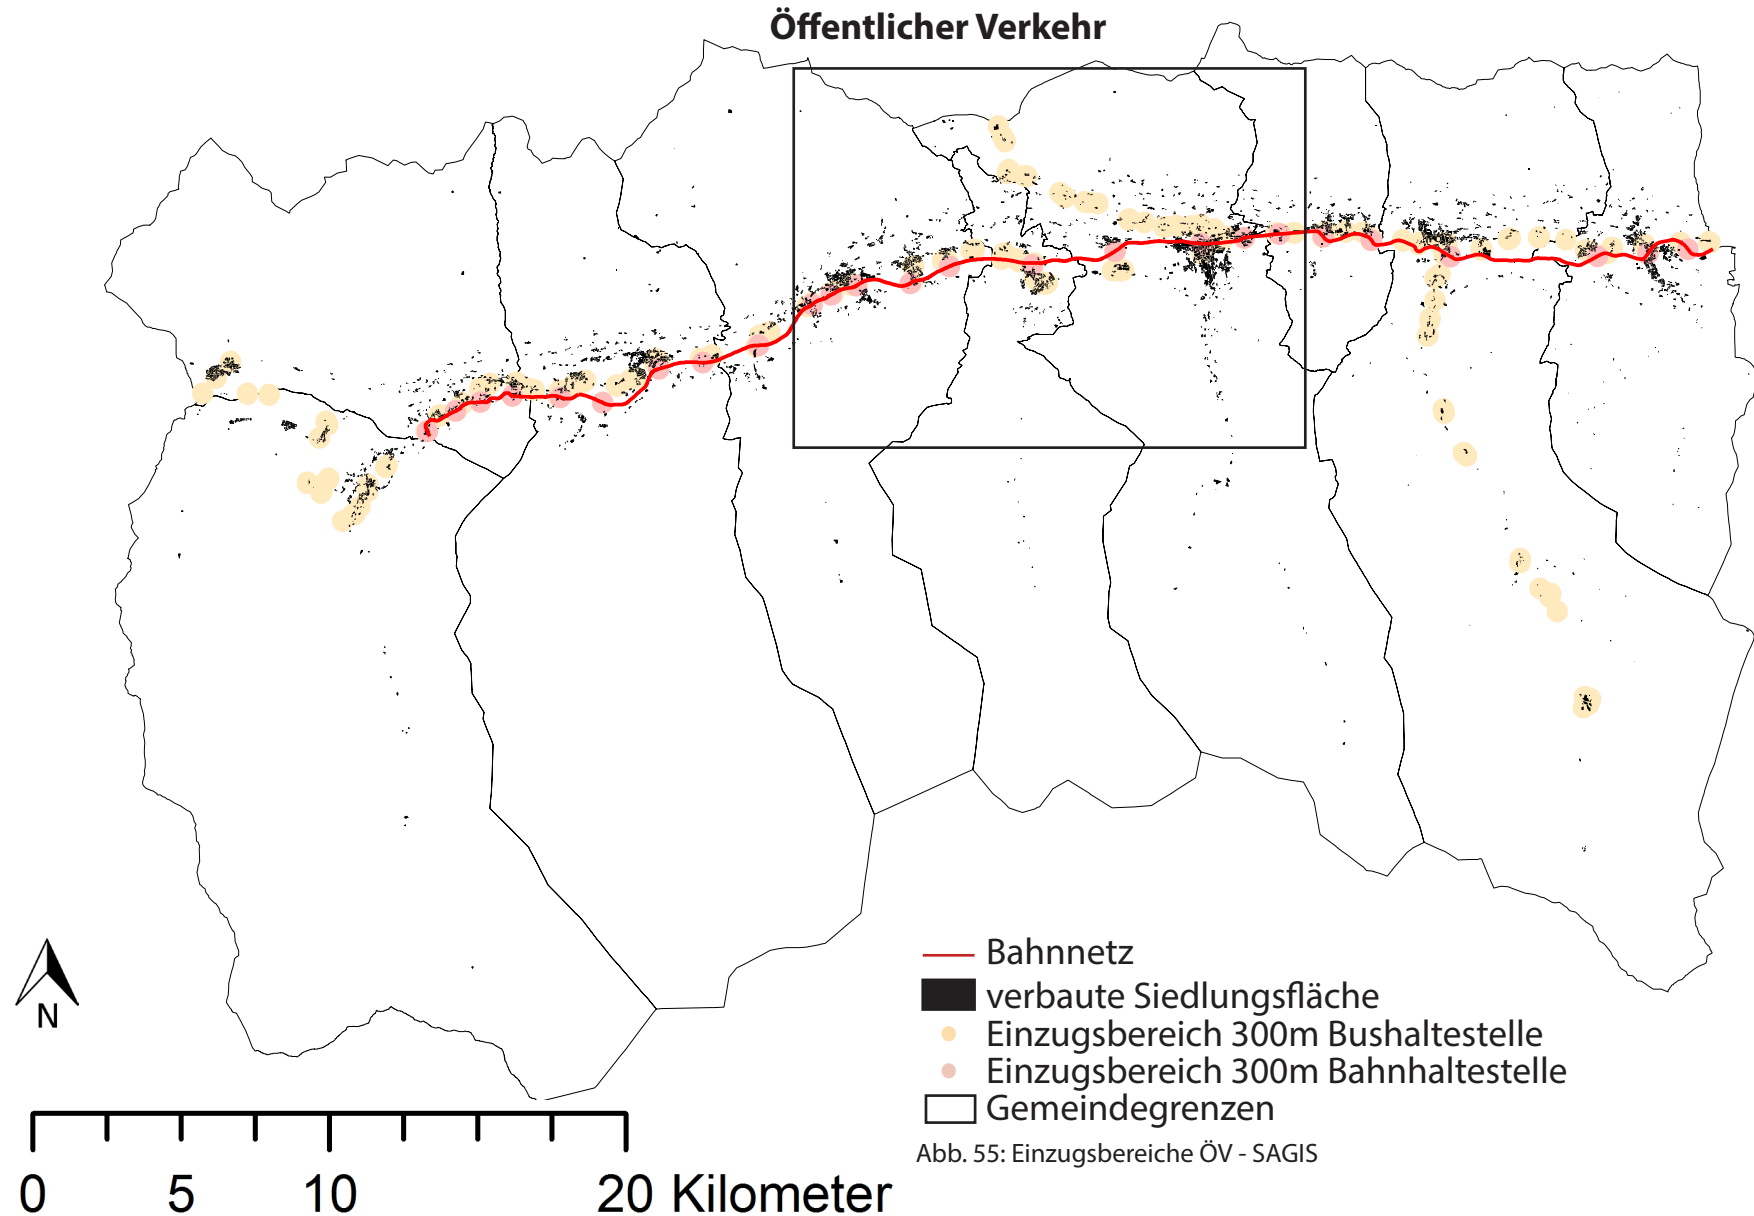 Öffentlicher Verkehr
Bahnnetz
verbaute Siedlungsfläche
Einzugsbereich 300m Bushaltestelle
Einzugsbereich 300m Bahnhaltestelle
Gemeindegrenzen
Abb. 55: Einzugsbereiche ÖV - SAGIS
N
0 5 10 20 Kilometer